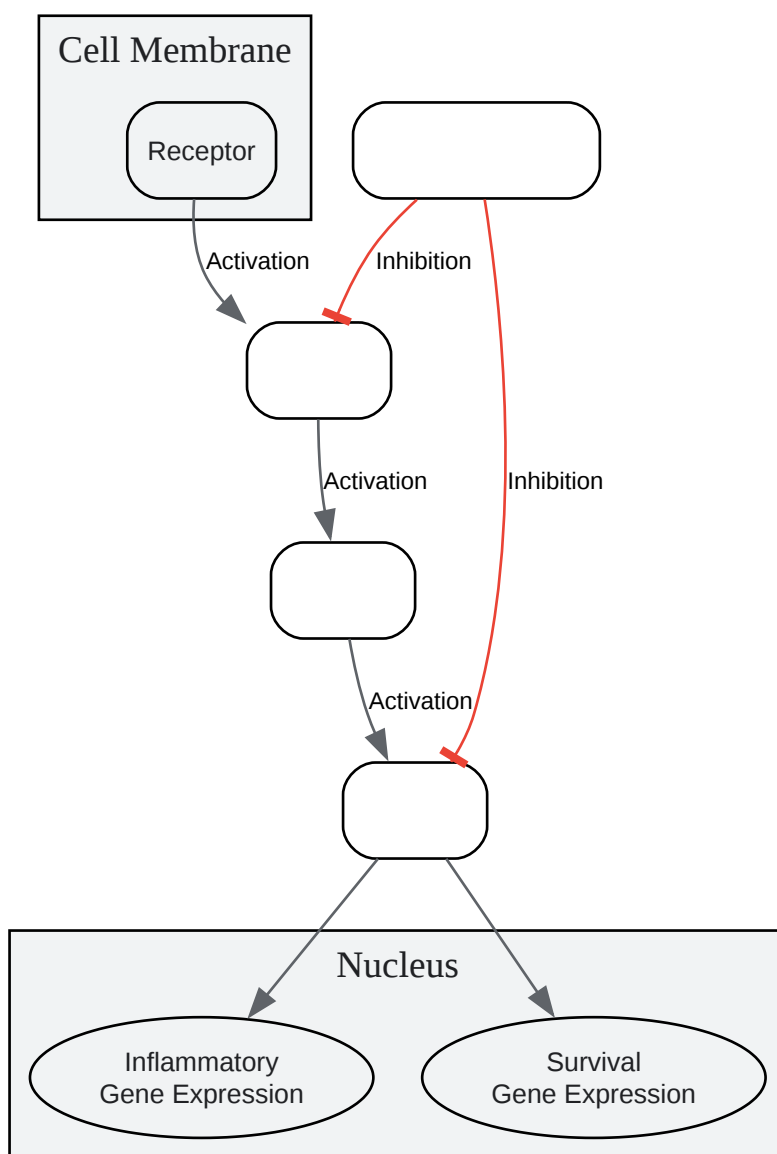 Cell Membrane
Receptor
Activation
Inhibition
Activation
Inhibition
Activation
Nucleus
Inflammatory
Gene Expression
Survival
Gene Expression